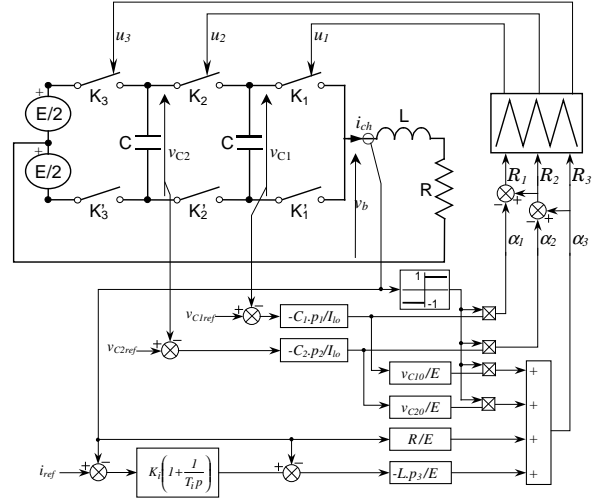 u3 u2 u1
K3 K2 K1
+ E/2
C vC2 C vC1
ich L
+ E/2
R
R1 R2 R3
K'3 K'2 K'1
vb
- +
- +
α1 α2 α3
1
-1
vC1ref + - -C1.p1/Ilo
vC2ref + - -C2.p2/Ilo
vC10/E +
vC20/E +
R/E +
iref + - Ki(1+1/Ti p) + - -L.p3/E +